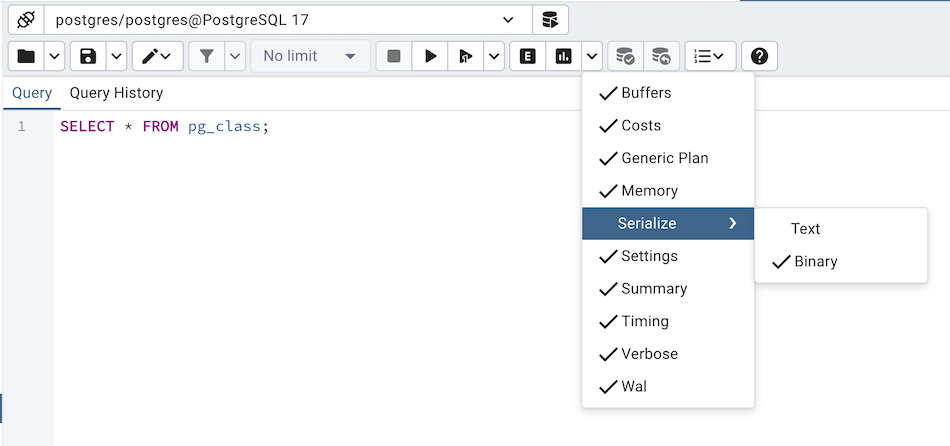 postgres/postgres@PostgreSQL 17
No limit
E
Query Query History
1 SELECT * FROM pg_class;
Buffers
Costs
Generic Plan
Memory
Serialize
Settings
Summary
Timing
Verbose
Wal
Text
Binary